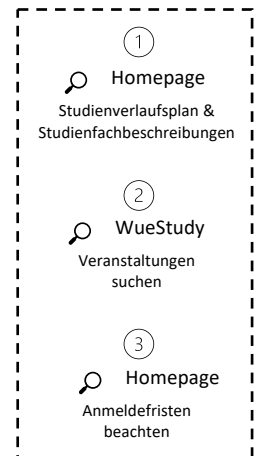 1
Homepage
Studienverlaufsplan &
Studienfachbeschreibungen
2
WueStudy
Veranstaltungen
suchen
3
Homepage
Anmeldefristen
beachten